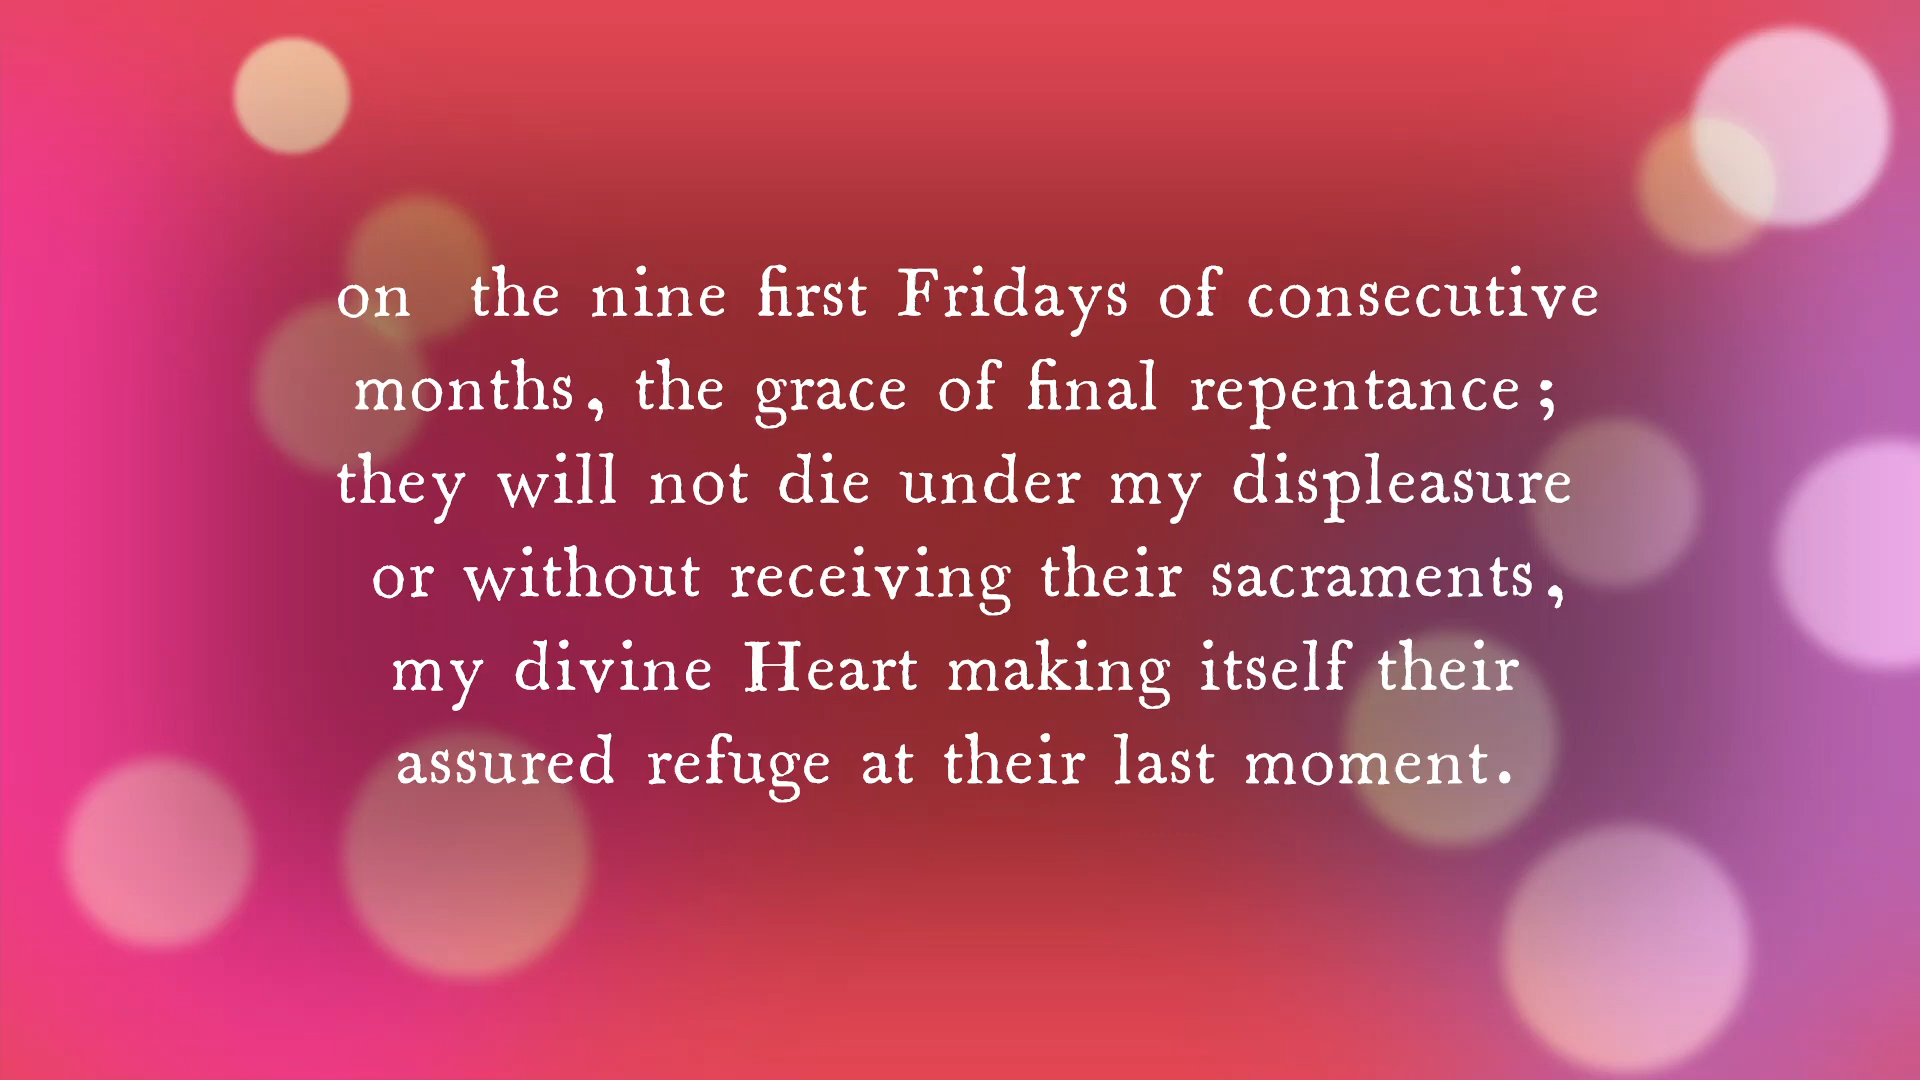 on the nine first Fridays of consecutive
months, the grace of final repentance;
they will not die under my displeasure
or without receiving their sacraments,
my divine Heart making itself their
assured refuge at their last moment.